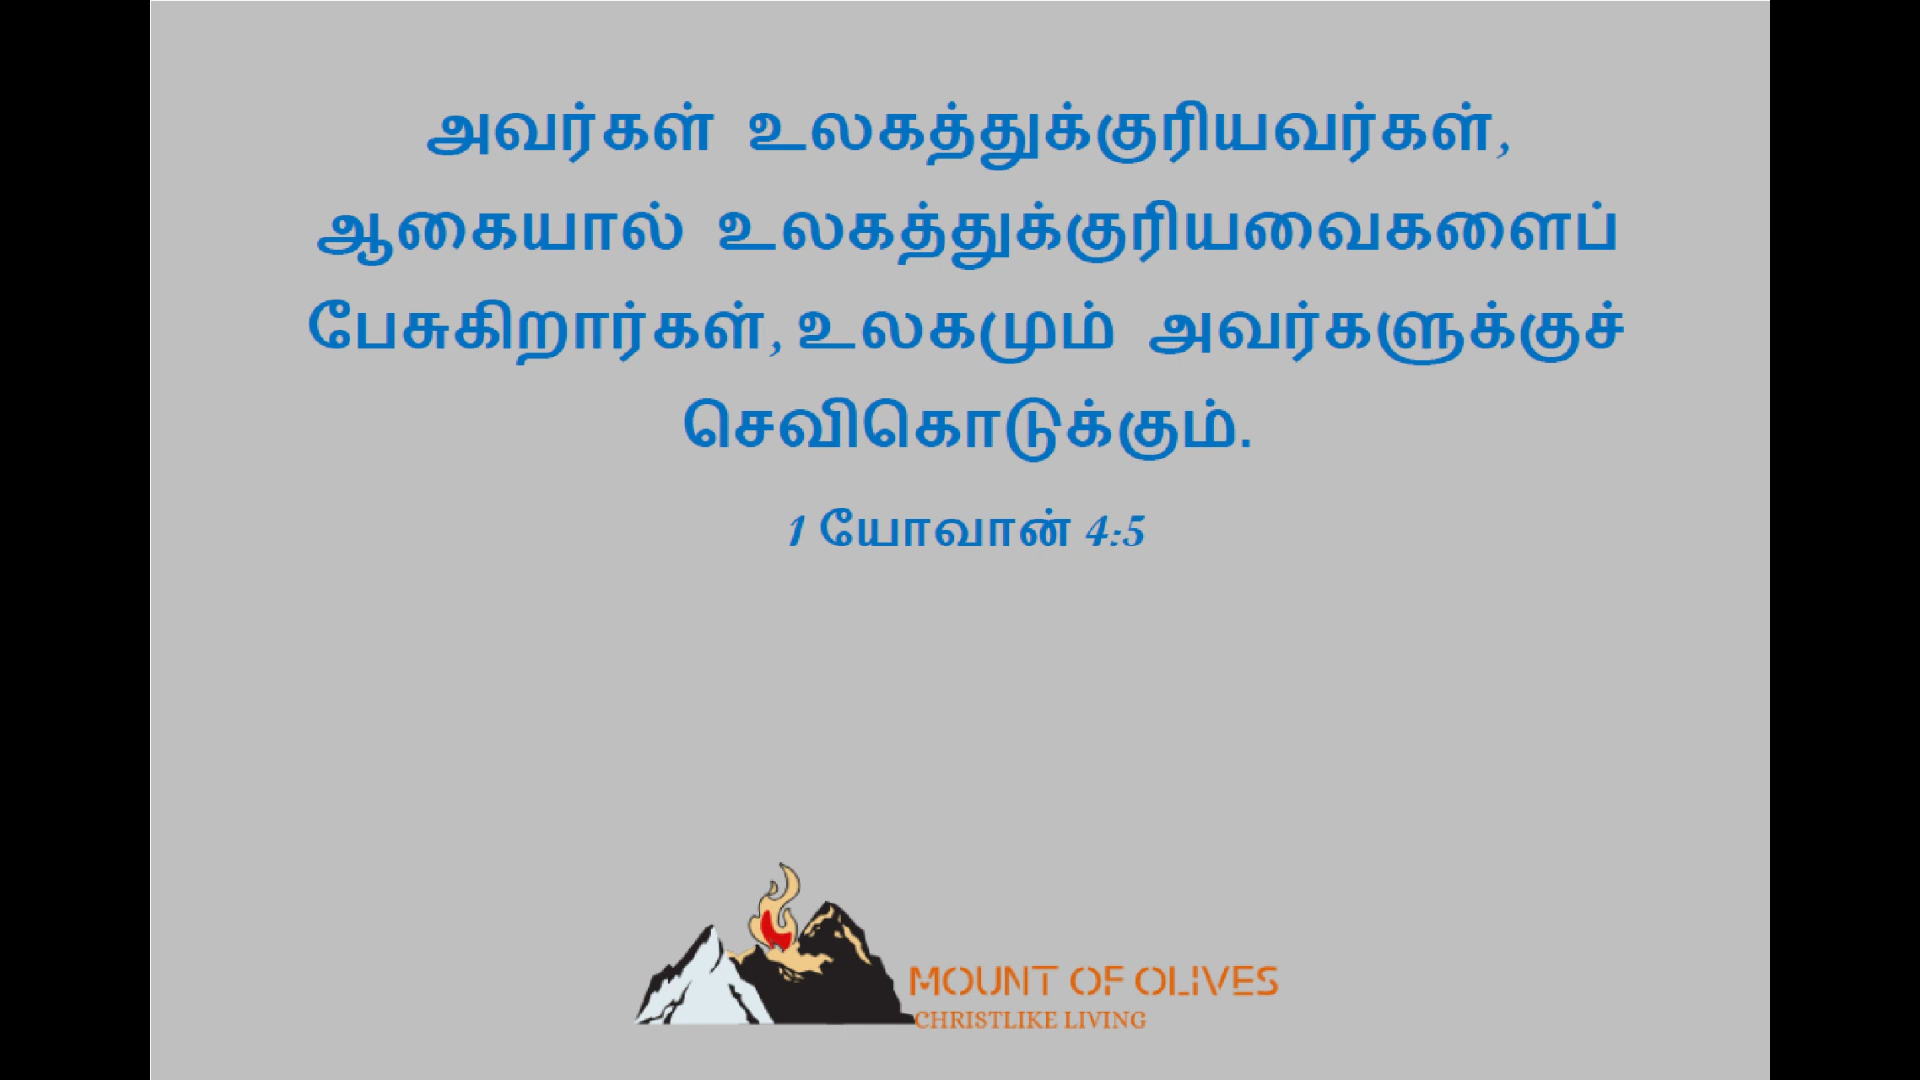 அவர்கள் உலகத்துக்குரியவர்கள்,
ஆகையால் உலகத்துக்குரியவைகளைப்
பேசுகிறார்கள், உலகமும் அவர்களுக்குச்
செவிகொடுக்கும்.
1 யோவான் 4:5
MOUNT OF OLIVES
CHRISTLIKE LIVING